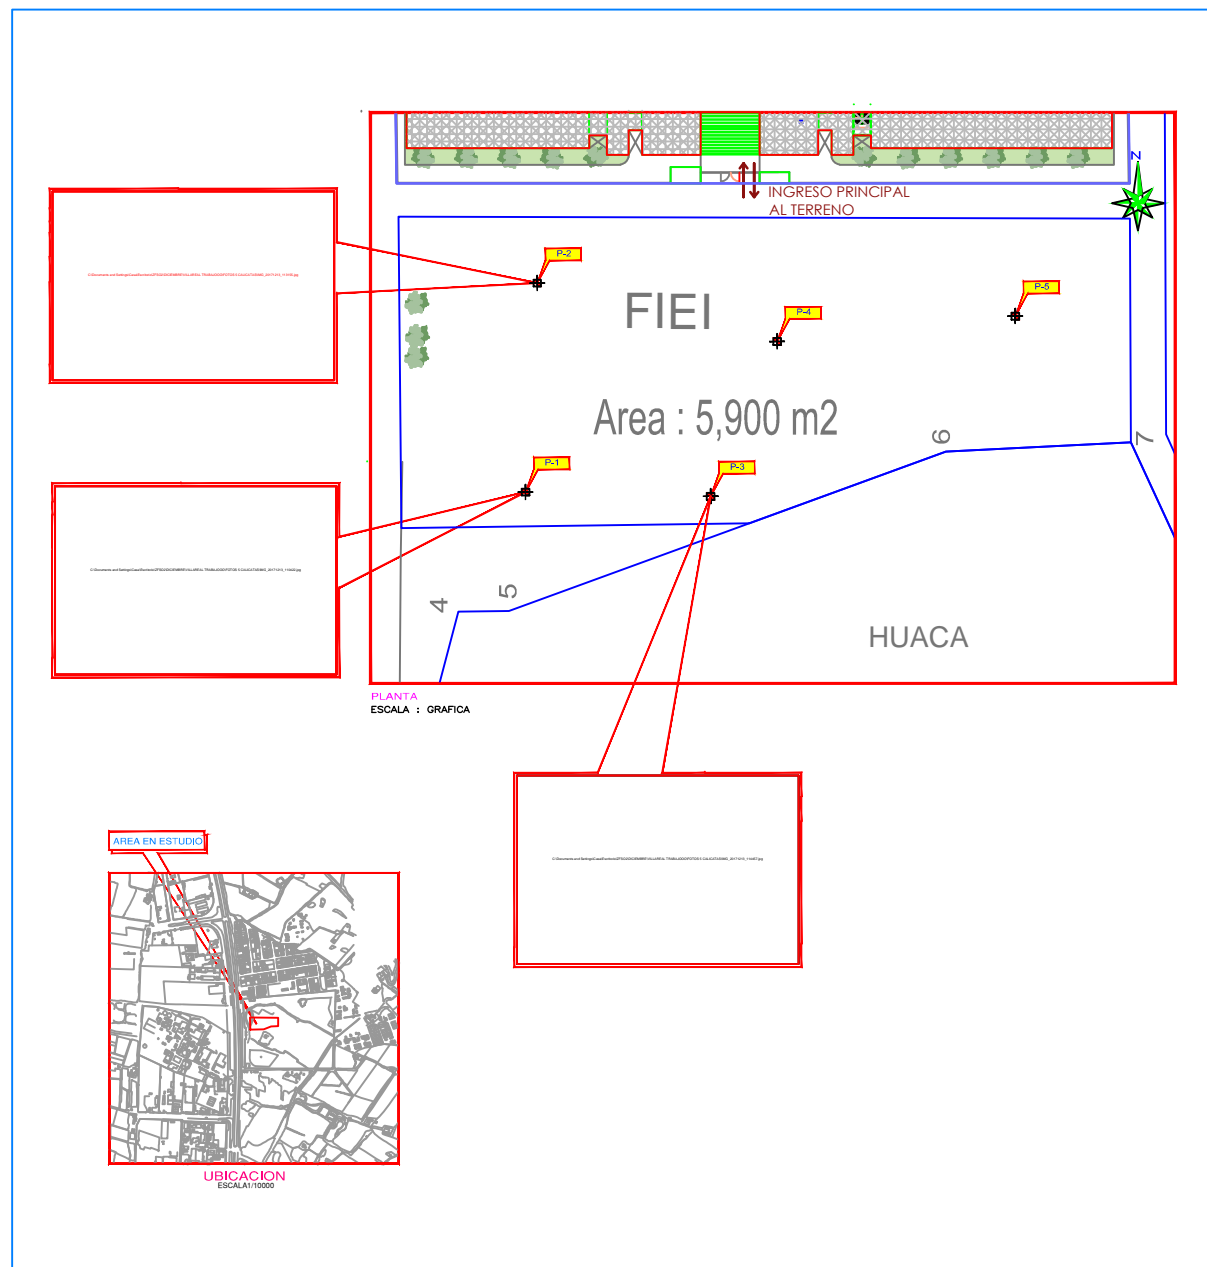 N
INGRESO PRINCIPAL
AL TERRENO
P-2
P-5
FIEI
P-4
Area : 5,900 m2
6
7
P-1
P-3
4
5
HUACA
PLANTA
ESCALA : GRAFICA
AREA EN ESTUDIO
UBICACION
ESCALA1/10000